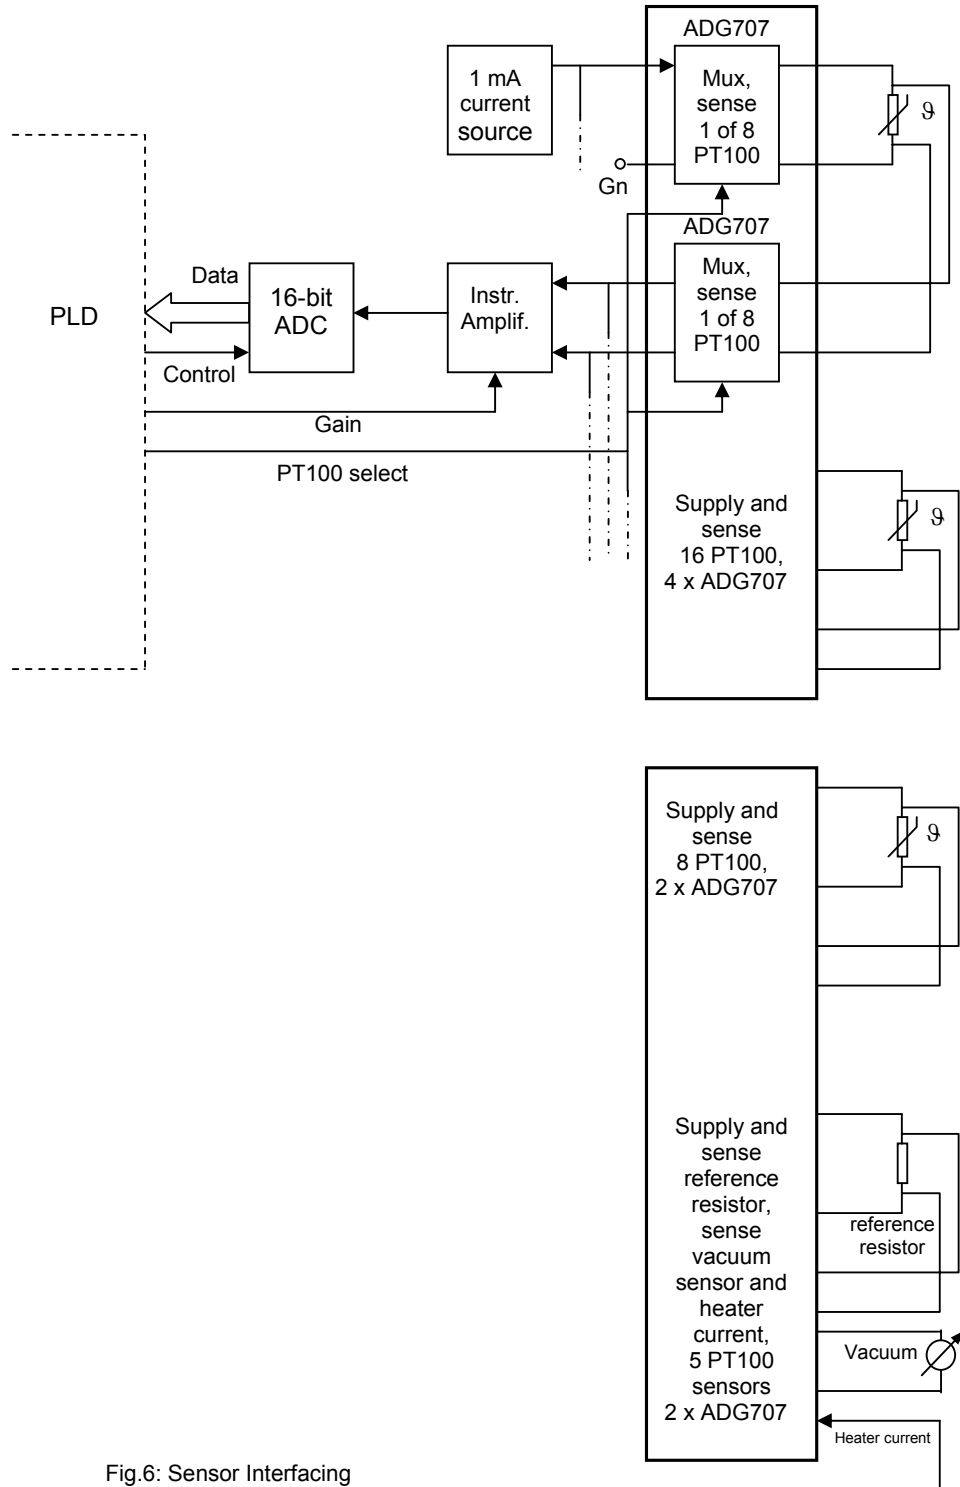 ADG707
1 mA
current
source
Mux,
sense
1 of 8
PT100
ϑ
Gn
ADG707
Mux,
sense
1 of 8
PT100
PLD
Data
16-bit
ADC
Instr.
Amplif.
Control
Gain
PT100 select
Supply and
sense
16 PT100,
4 x ADG707
ϑ
Supply and
sense
8 PT100,
2 x ADG707
ϑ
Supply and
sense
reference
resistor,
sense
vacuum
sensor and
heater
current,
5 PT100
sensors
2 x ADG707
reference
resistor
Vacuum
Heater current
Fig.6: Sensor Interfacing